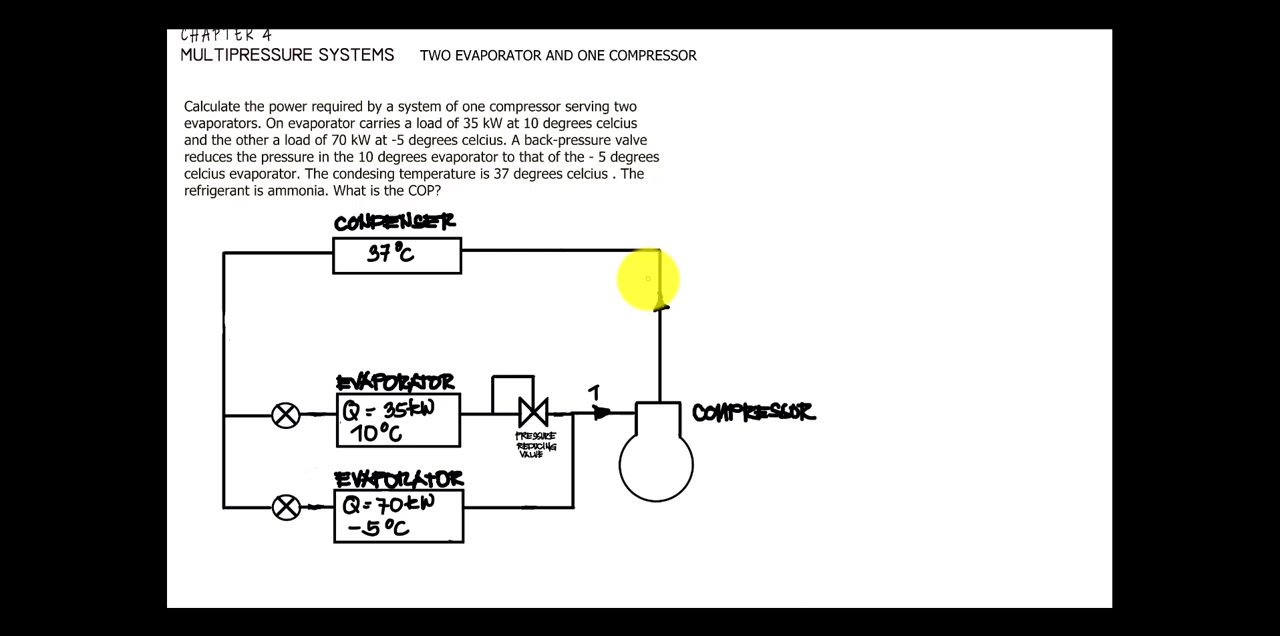 CHAPTER 4
MULTIPRESSURE SYSTEMS TWO EVAPORATOR AND ONE COMPRESSOR
Calculate the power required by a system of one compressor serving two
evaporators. On evaporator carries a load of 35 kW at 10 degrees celcius
and the other a load of 70 kW at -5 degrees celcius. A back-pressure valve
reduces the pressure in the 10 degrees evaporator to that of the - 5 degrees
celcius evaporator. The condesing temperature is 37 degrees celcius . The
refrigerant is ammonia. What is the COP?
CONDENSER
37°C
EVAPORATOR
Q = 35kW
10°C
PRESSURE
REDUCING
VALVE
1
COMPRESSOR
EVAPORATOR
Q = 70kW
-5°C